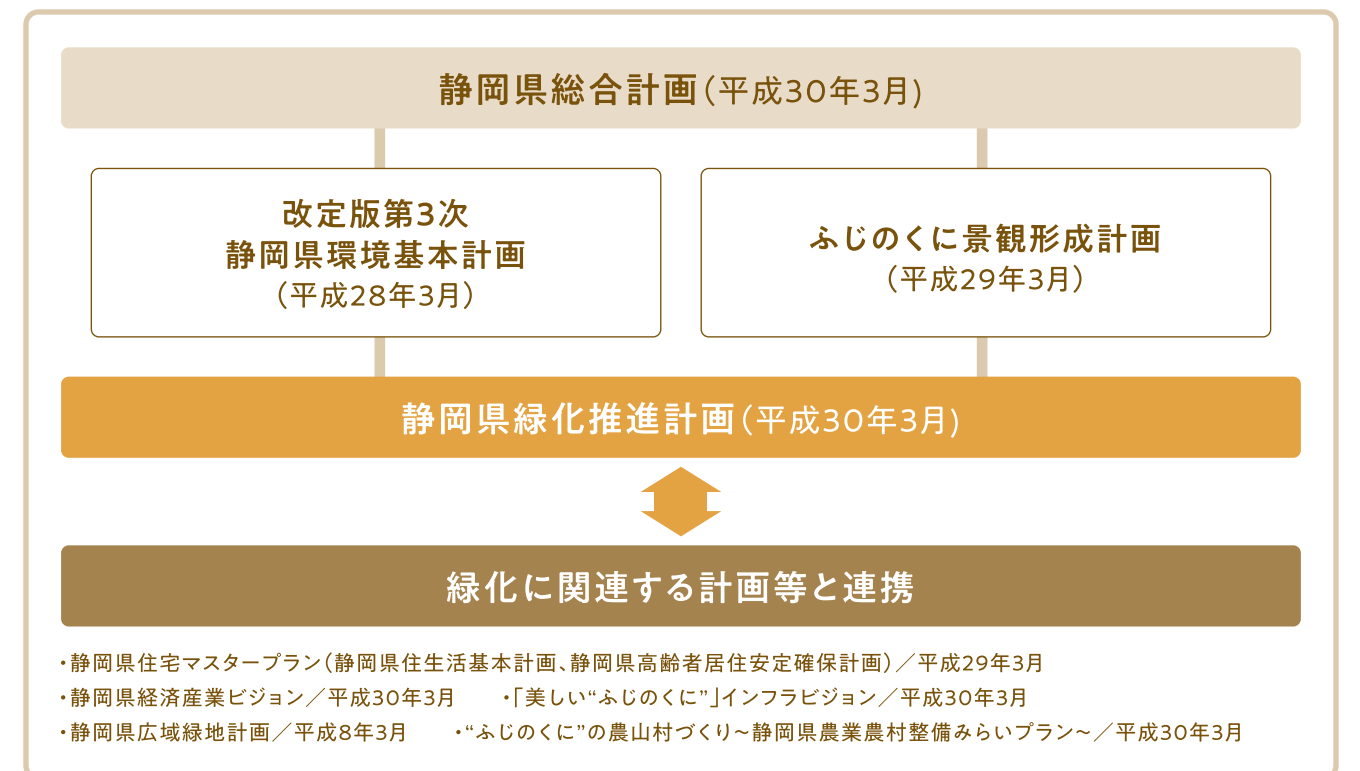 静岡県総合計画（平成30年3月）
改定版第3次
静岡県環境基本計画
（平成28年3月）
ふじのくに景観形成計画
（平成29年3月）
静岡県緑化推進計画（平成30年3月）
緑化に関連する計画等と連携
・静岡県住宅マスタープラン（静岡県住生活基本計画、静岡県高齢者居住安定確保計画）／平成29年3月
・静岡県経済産業ビジョン／平成30年3月　・「美しい“ふじのくに”」インフラビジョン／平成30年3月
・静岡県広域緑地計画／平成8年3月　・“ふじのくに”の農山村づくり～静岡県農業農村整備みらいプラン～／平成30年3月